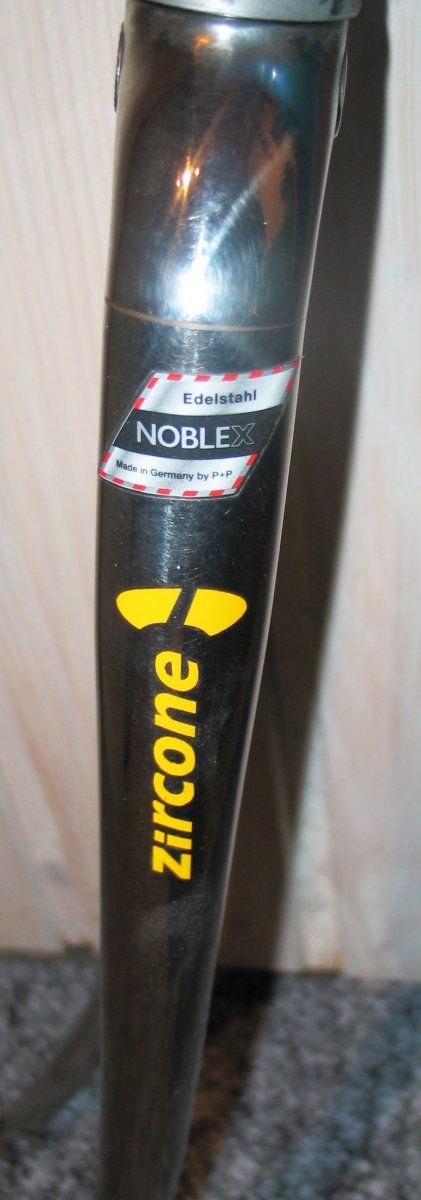 Edelstahl
NOBLEX
Made in Germany by P+P
zircone